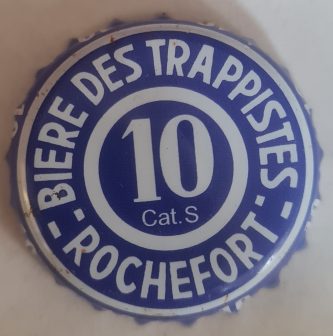 BIERE DES TRAPPISTES
10
Cat.S
- ROCHEFORT -